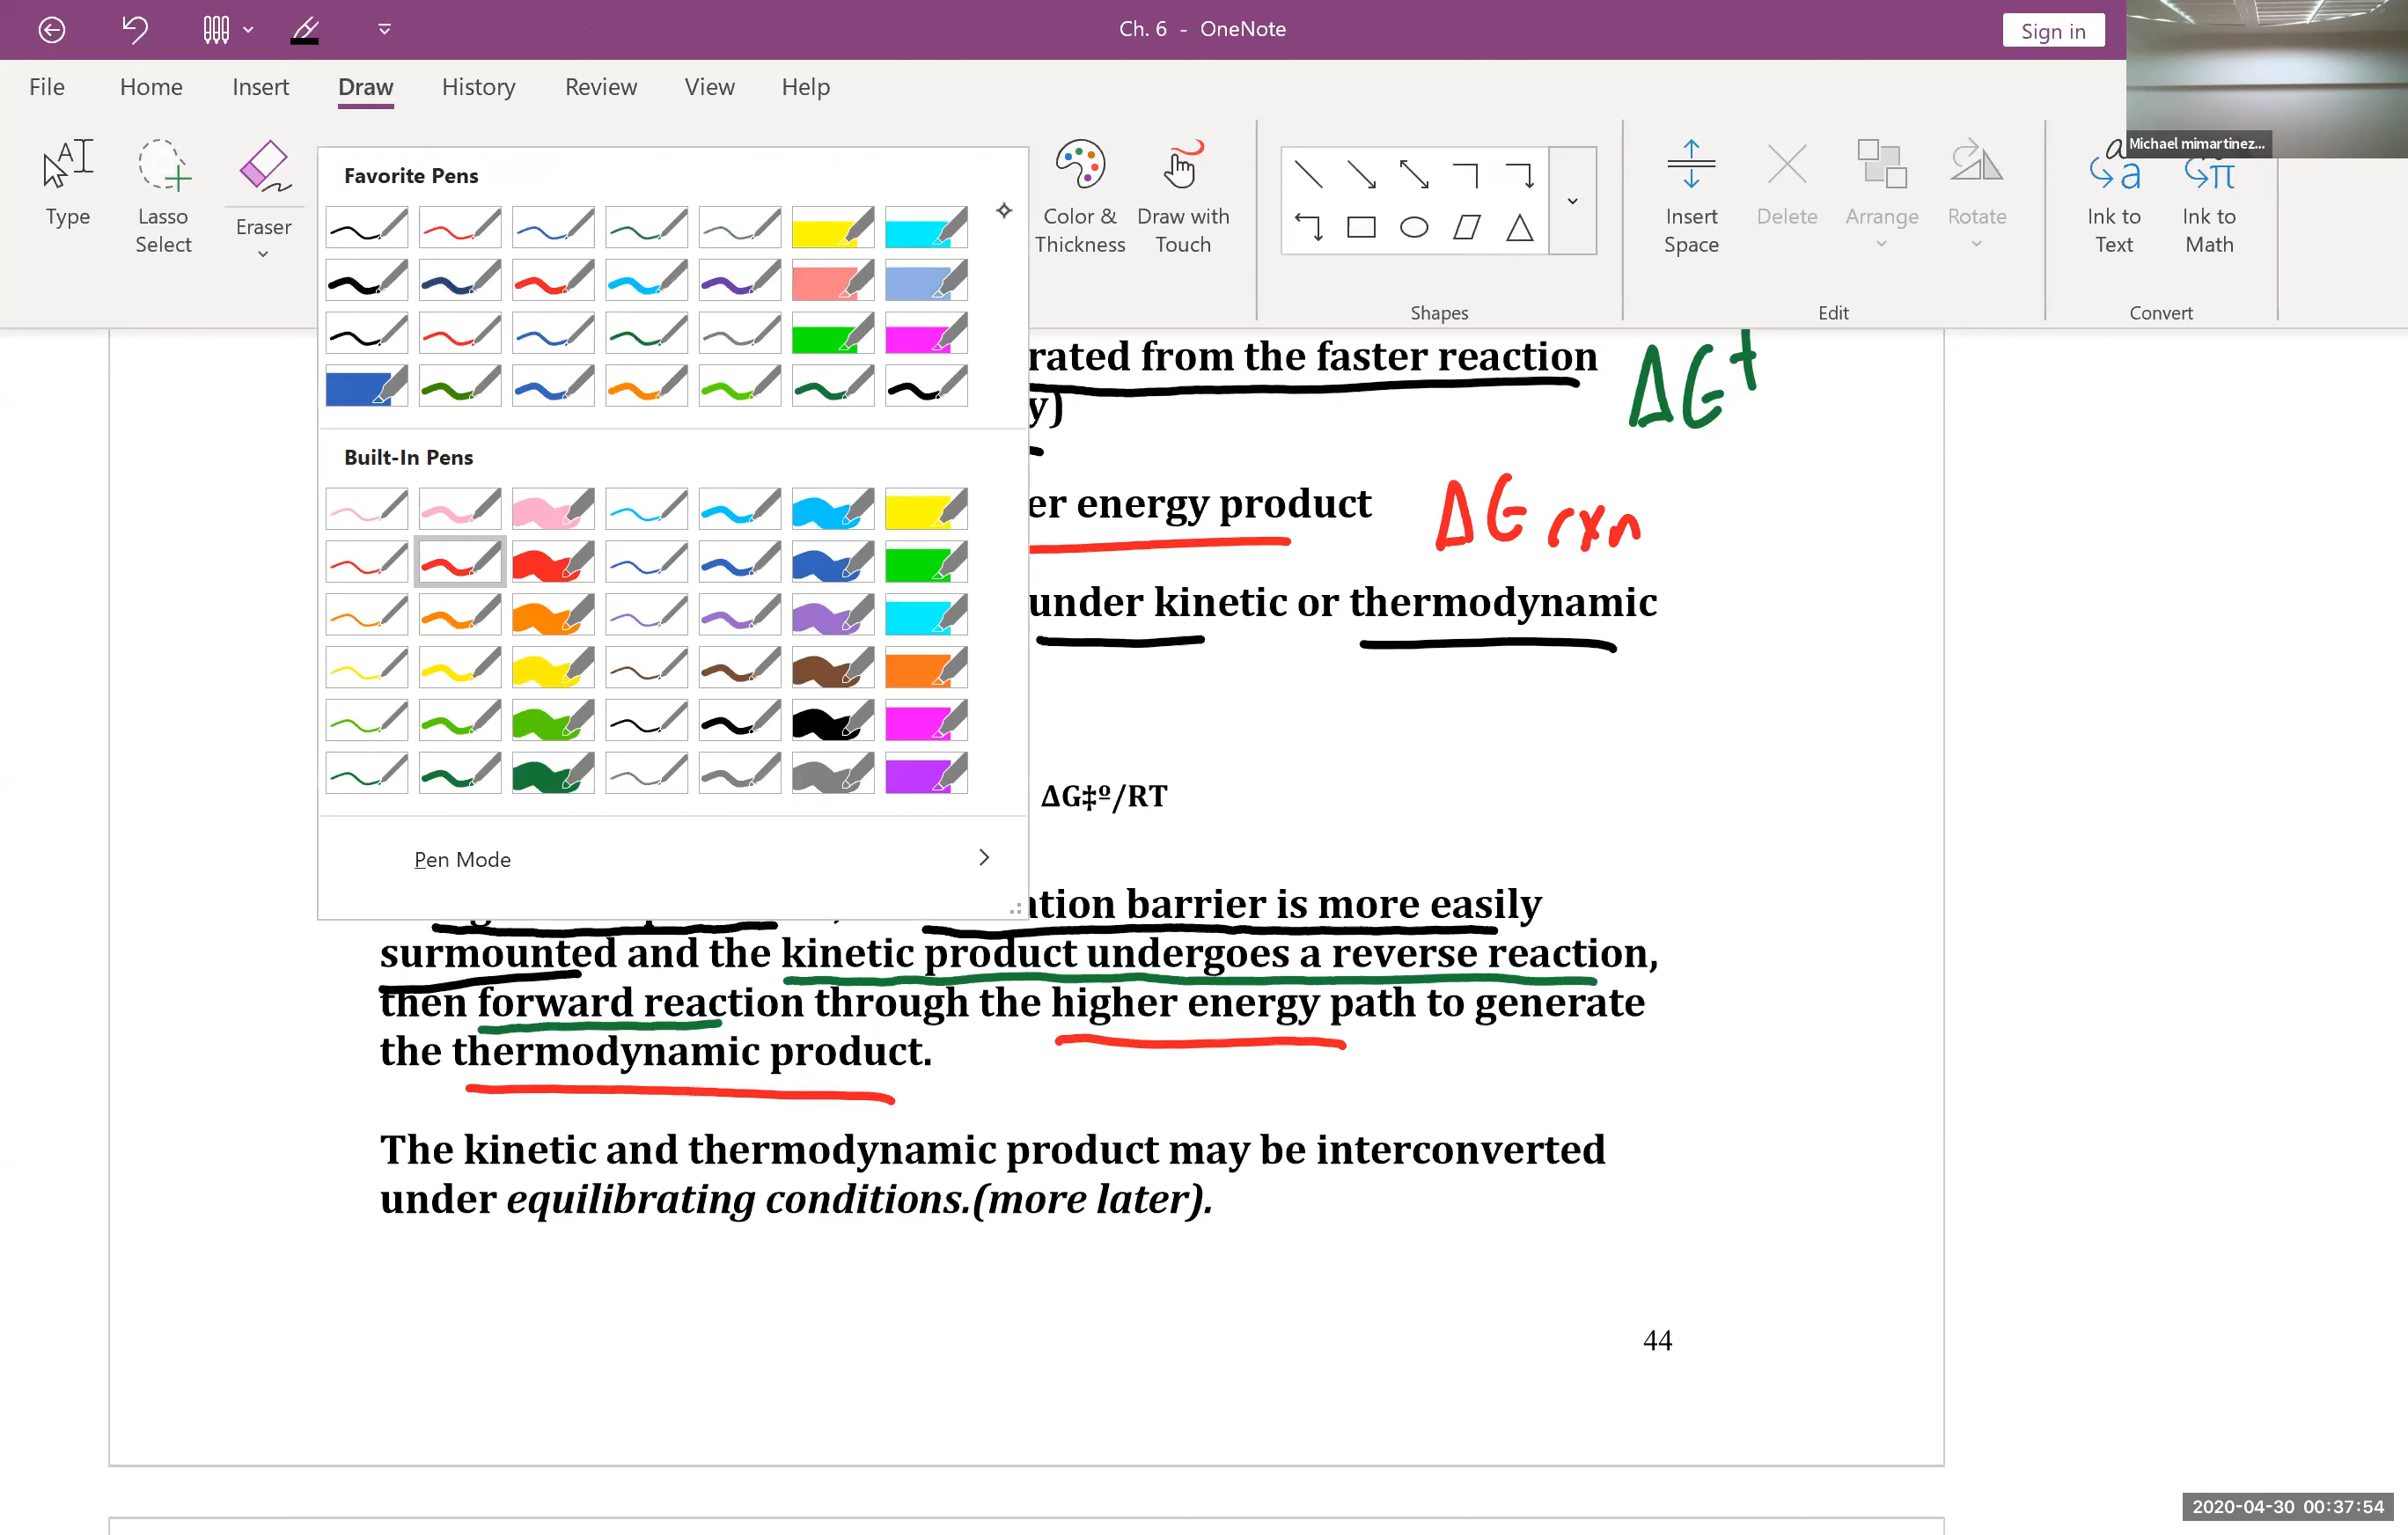 Ch. 6 - OneNote
Sign in
File Home Insert Draw History Review View Help
Michael mimartinez...
Type
Lasso Select
Eraser
Color & Thickness
Draw with Touch
Shapes
Insert Space
Delete
Arrange
Rotate
Edit
Ink to Text
Ink to Math
Convert
Favorite Pens
Built-In Pens
Pen Mode
rated from the faster reaction
ΔG‡
y)
er energy product
ΔG rxn
under kinetic or thermodynamic
ΔG‡º/RT
tion barrier is more easily
surmounted and the kinetic product undergoes a reverse reaction,
then forward reaction through the higher energy path to generate
the thermodynamic product.
The kinetic and thermodynamic product may be interconverted
under equilibrating conditions.(more later).
44
2020-04-30 00:37:54